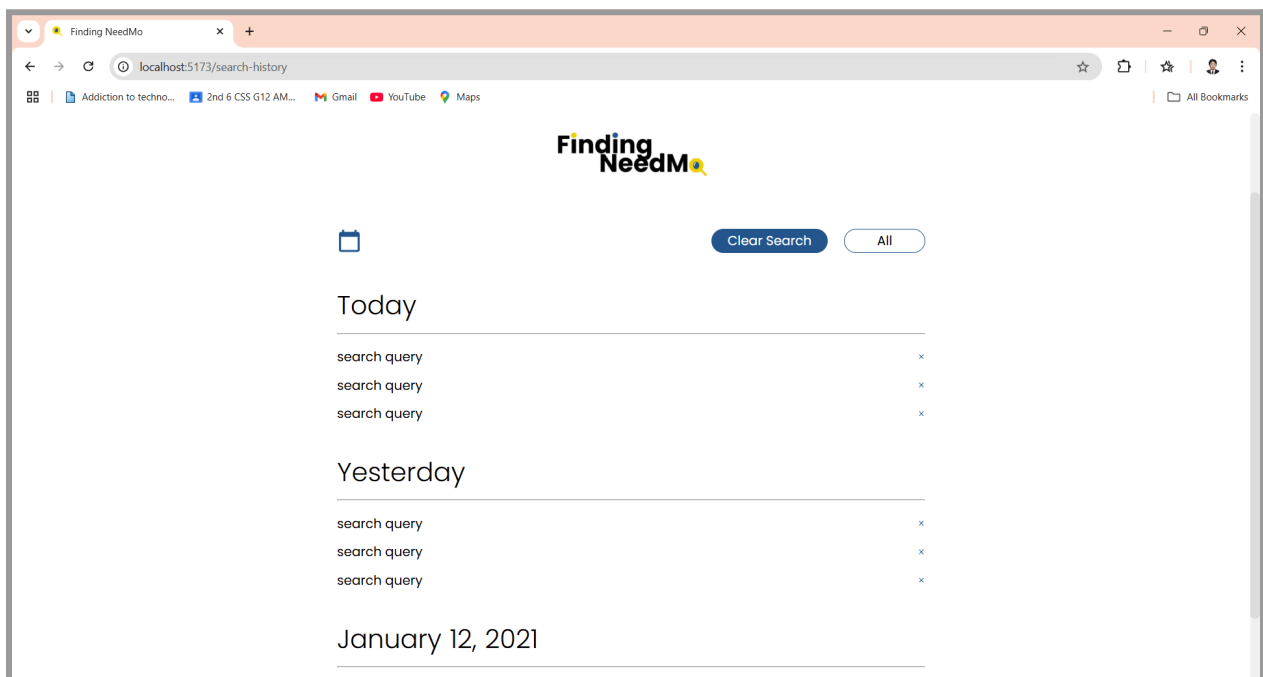 Finding NeedMo
localhost:5173/search-history
Addiction to techno... 2nd 6 CSS G12 AM... Gmail YouTube Maps All Bookmarks
Finding
NeedMo
Clear Search All
Today
search query ×
search query ×
search query ×
Yesterday
search query ×
search query ×
search query ×
January 12, 2021